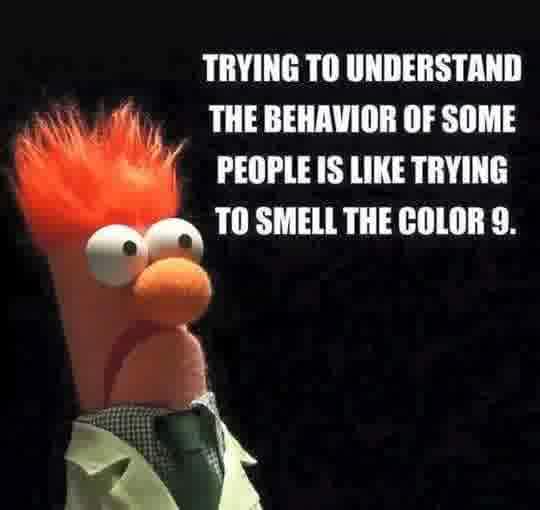 TRYING TO UNDERSTAND
THE BEHAVIOR OF SOME
PEOPLE IS LIKE TRYING
TO SMELL THE COLOR 9.